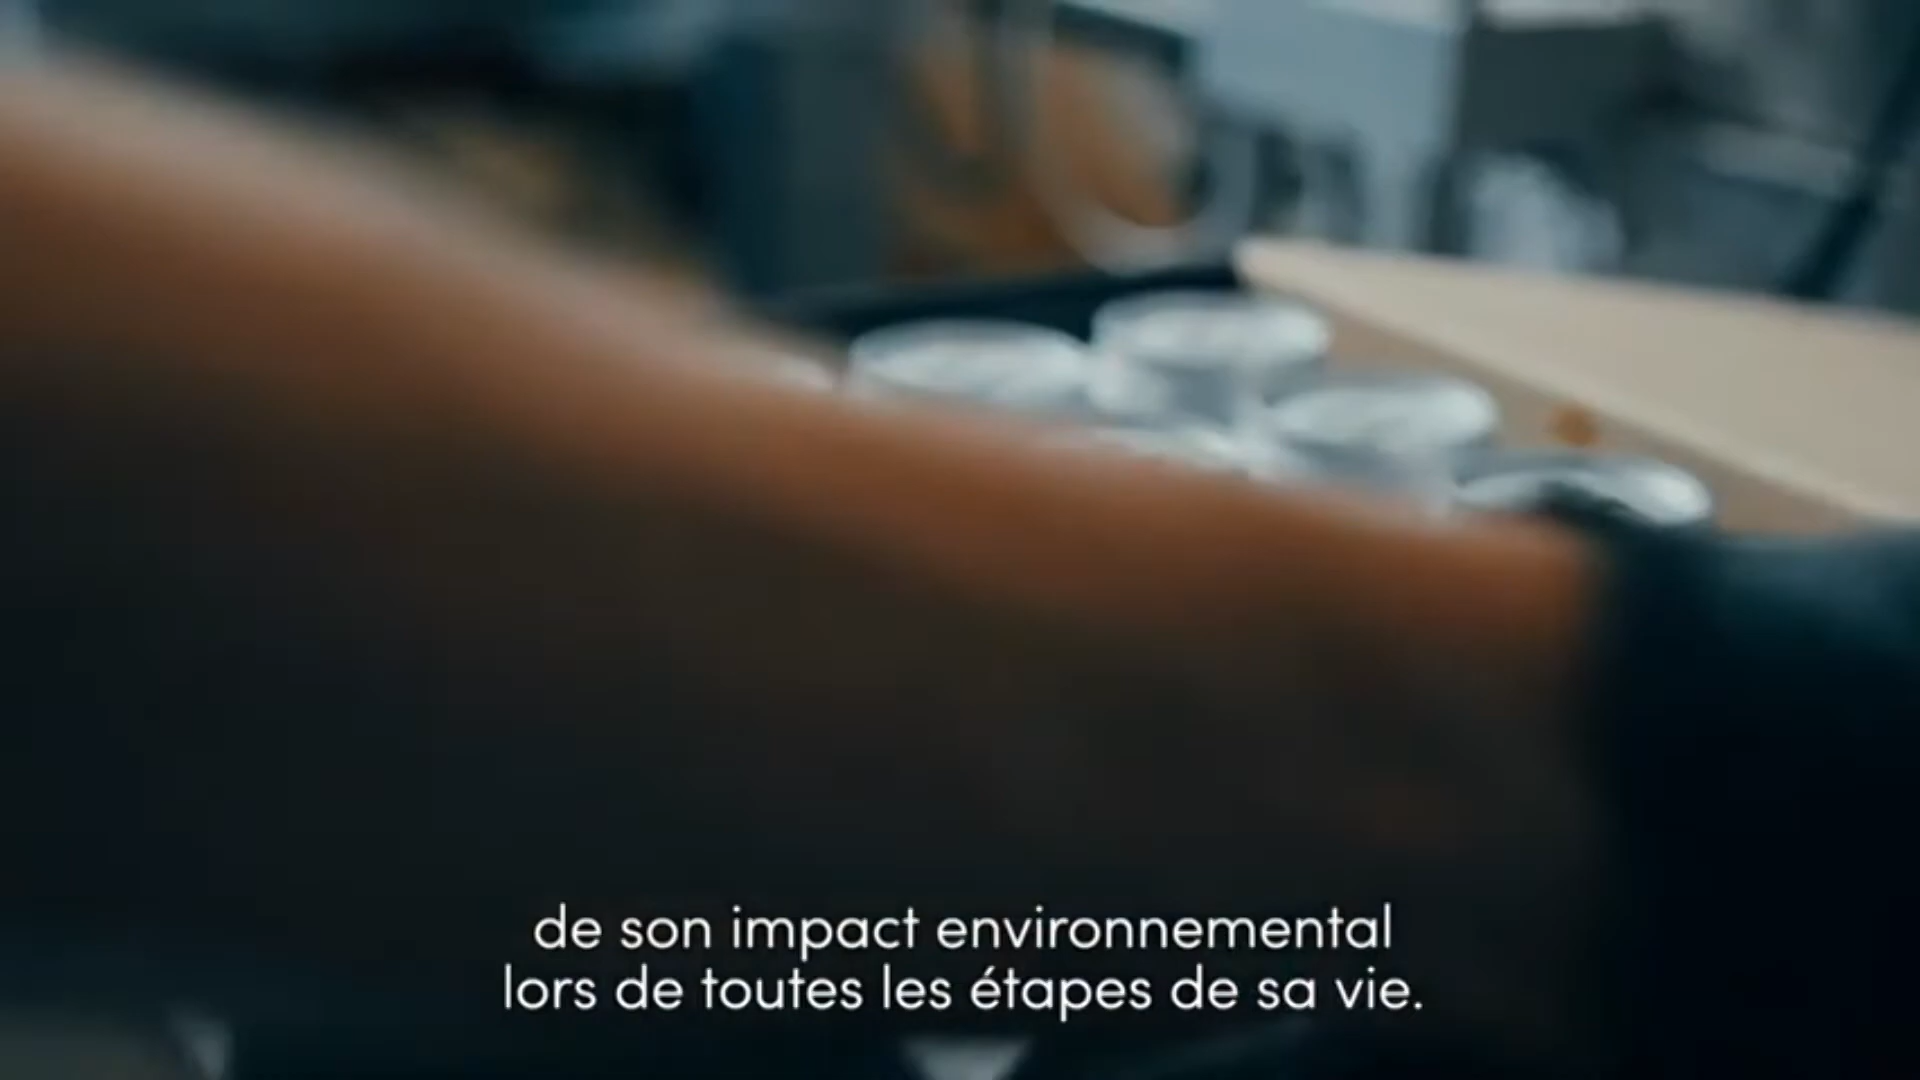 de son impact environnemental
lors de toutes les étapes de sa vie.